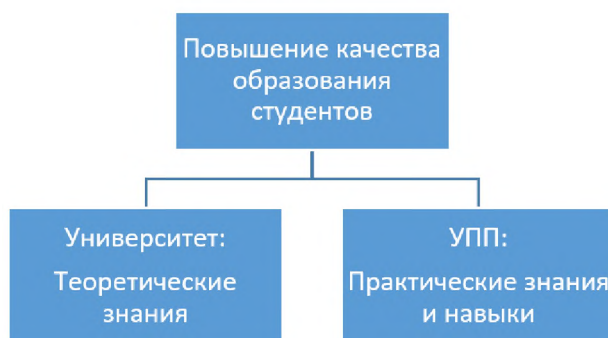 Повышение качества
образования
студентов
Университет:
Теоретические
знания
УПП:
Практические знания
и навыки